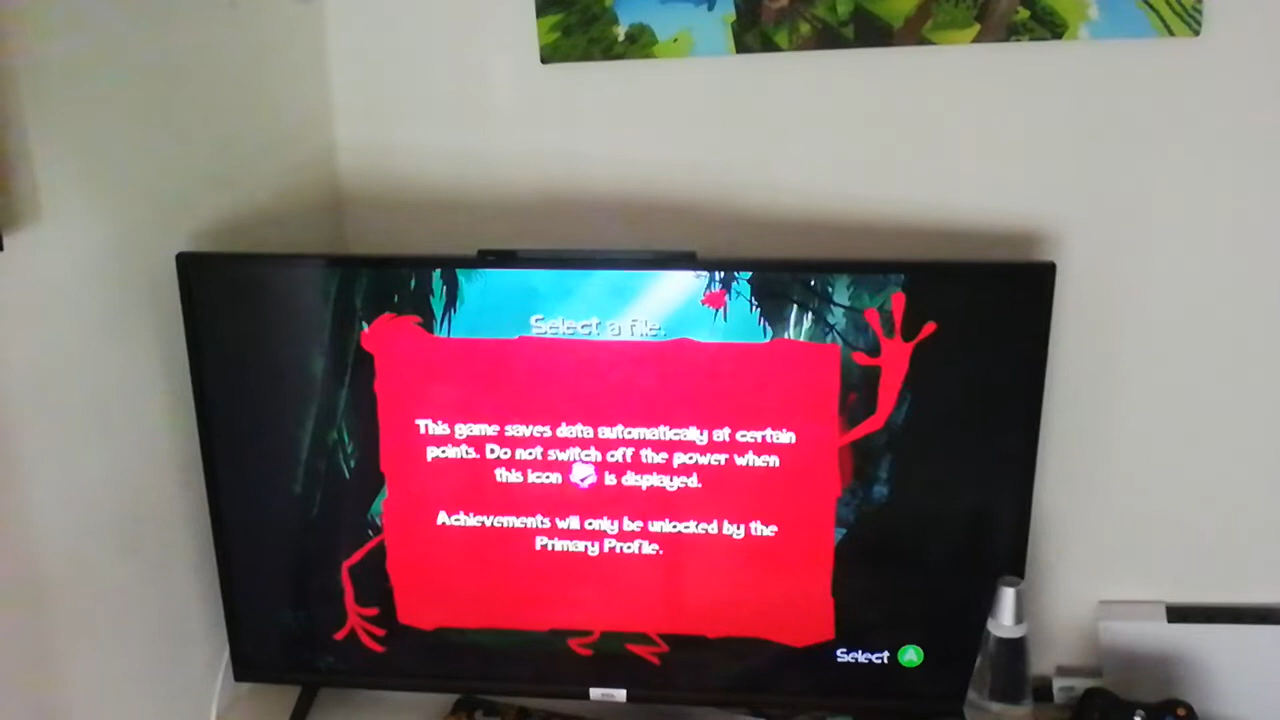 Select a file.
This game saves data automatically at certain
points. Do not switch off the power when
this icon is displayed.
Achievements will only be unlocked by the
Primary Profile.
Select A